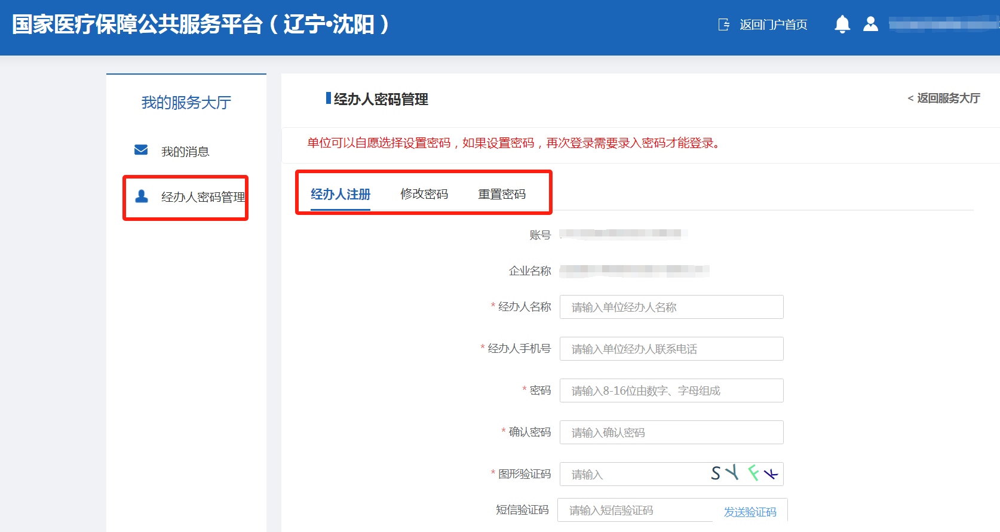 国家医疗保障公共服务平台（辽宁•沈阳）
返回门户首页
我的服务大厅
我的消息
经办人密码管理
经办人密码管理
< 返回服务大厅
单位可以自愿选择设置密码，如果设置密码，再次登录需要录入密码才能登录。
经办人注册 修改密码 重置密码
账号
企业名称
* 经办人名称 请输入单位经办人名称
* 经办人手机号 请输入单位经办人联系电话
* 密码 请输入8-16位由数字、字母组成
* 确认密码 请输入确认密码
* 图形验证码 请输入 SYFk
短信验证码 请输入短信验证码 发送验证码